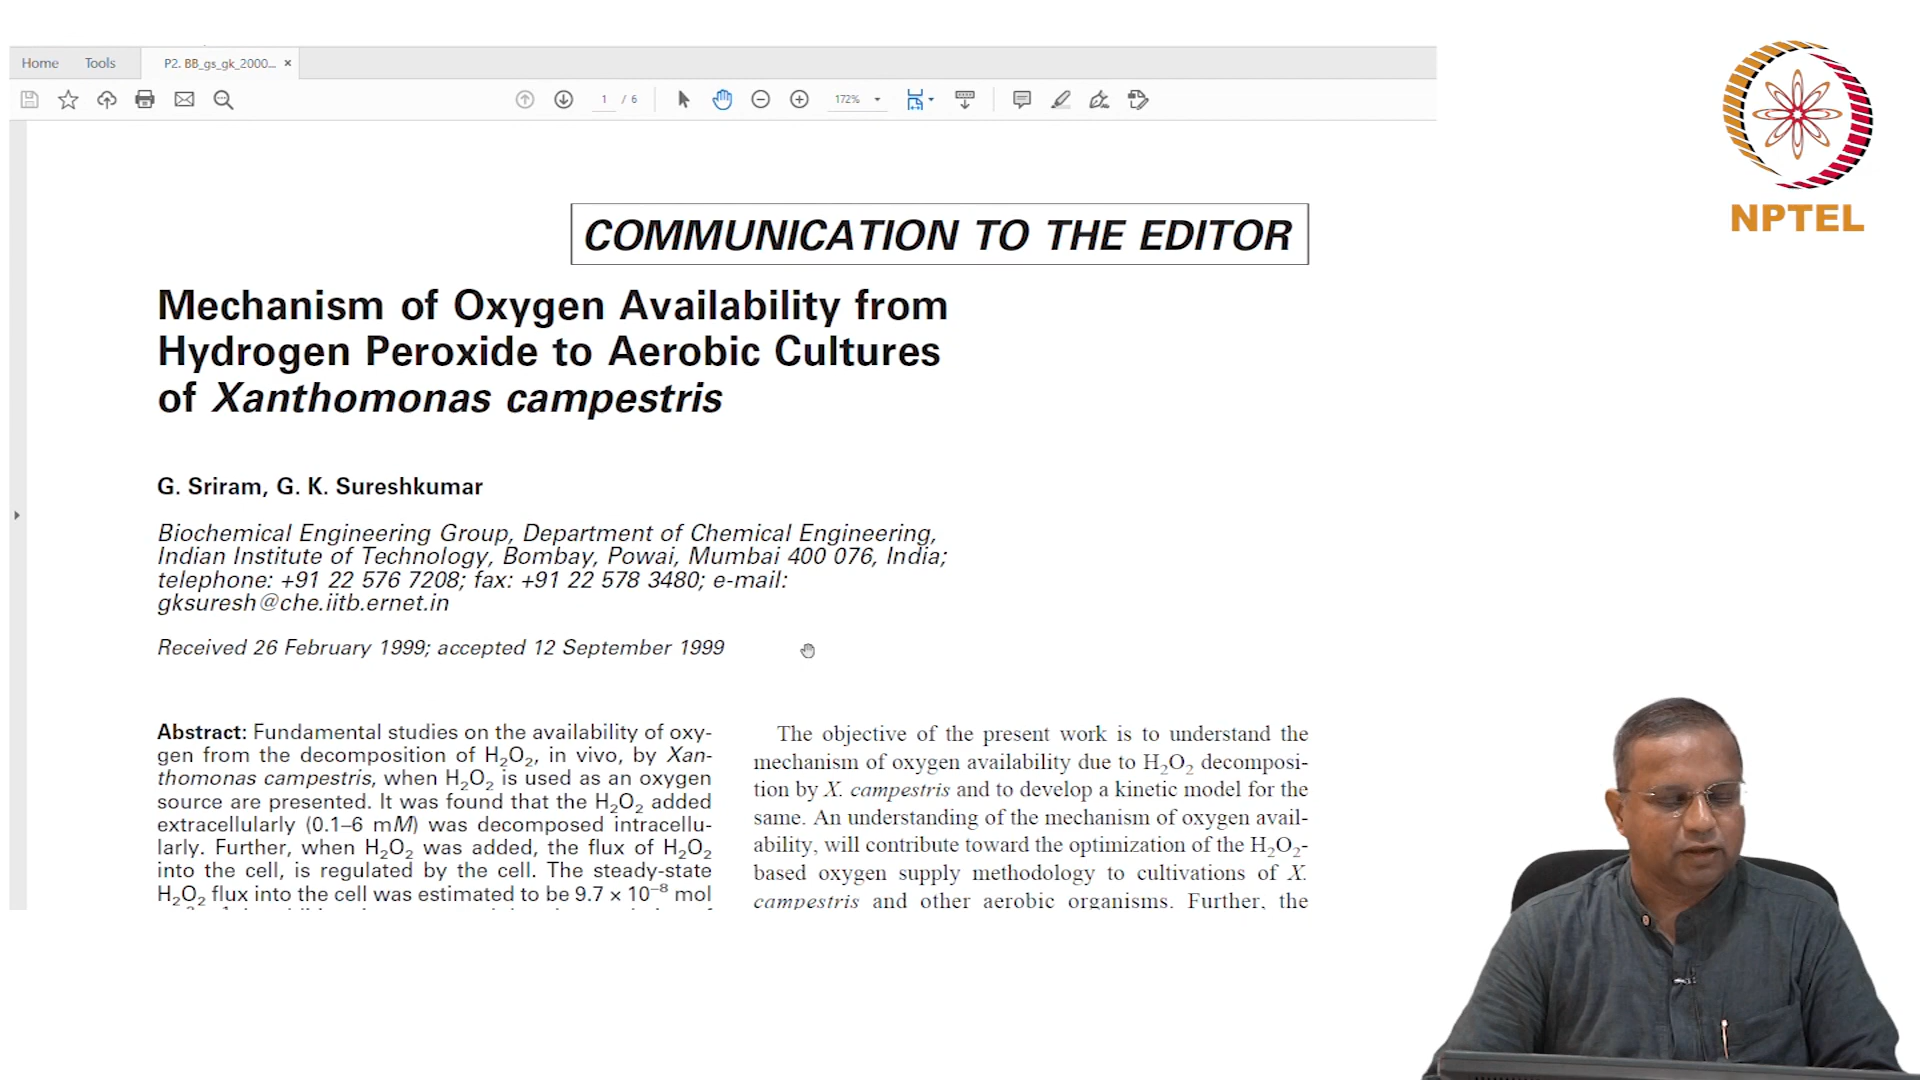 Home
Tools
P2. BB_gs_gk_2000... ×
1 / 6
172%
NPTEL
COMMUNICATION TO THE EDITOR
Mechanism of Oxygen Availability from
Hydrogen Peroxide to Aerobic Cultures
of Xanthomonas campestris
G. Sriram, G. K. Sureshkumar
Biochemical Engineering Group, Department of Chemical Engineering,
Indian Institute of Technology, Bombay, Powai, Mumbai 400 076, India;
telephone: +91 22 576 7208; fax: +91 22 578 3480; e-mail:
gksuresh@che.iitb.ernet.in
Received 26 February 1999; accepted 12 September 1999
Abstract: Fundamental studies on the availability of oxy-
gen from the decomposition of H₂O₂, in vivo, by Xan-
thomonas campestris, when H₂O₂ is used as an oxygen
source are presented. It was found that the H₂O₂ added
extracellularly (0.1–6 mM) was decomposed intracellu-
larly. Further, when H₂O₂ was added, the flux of H₂O₂
into the cell, is regulated by the cell. The steady-state
H₂O₂ flux into the cell was estimated to be 9.7 × 10⁻⁸ mol
The objective of the present work is to understand the
mechanism of oxygen availability due to H₂O₂ decomposi-
tion by X. campestris and to develop a kinetic model for the
same. An understanding of the mechanism of oxygen avail-
ability, will contribute toward the optimization of the H₂O₂-
based oxygen supply methodology to cultivations of X.
campestris and other aerobic organisms. Further, the